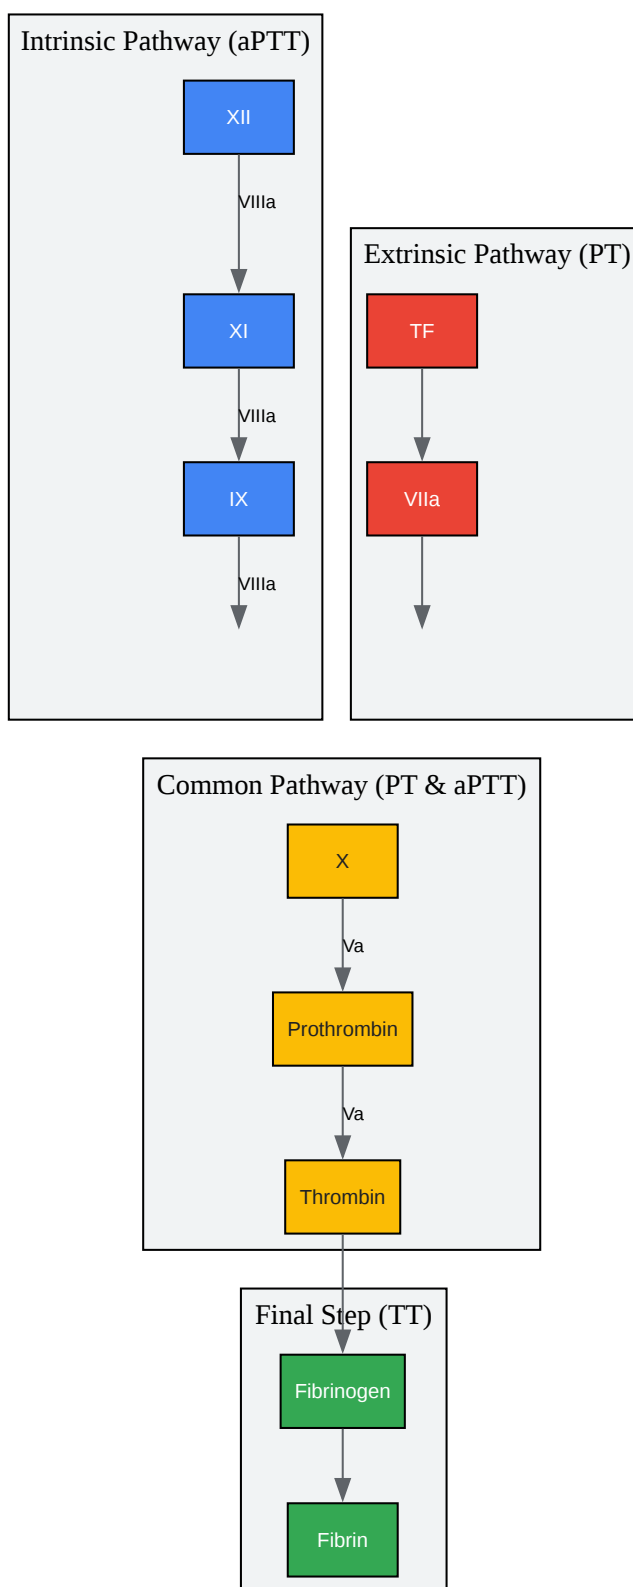 Intrinsic Pathway (aPTT)
XII
VIIIa
XI
VIIIa
IX
VIIIa
Extrinsic Pathway (PT)
TF
VIIa
Common Pathway (PT & aPTT)
X
Va
Prothrombin
Va
Thrombin
Final Step (TT)
Fibrinogen
Fibrin